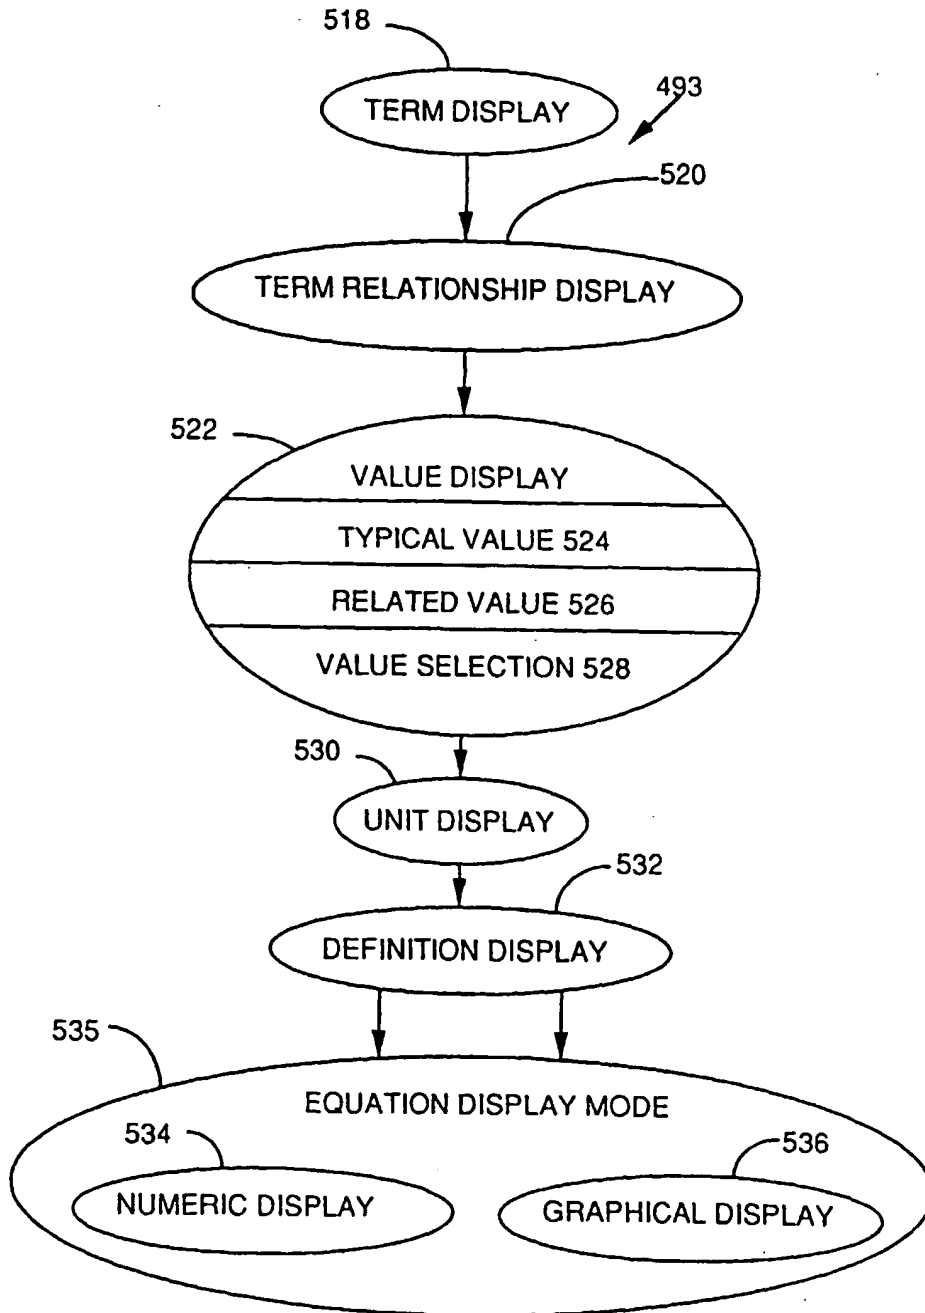 518
TERM DISPLAY
493
520
TERM RELATIONSHIP DISPLAY
522
VALUE DISPLAY
TYPICAL VALUE 524
RELATED VALUE 526
VALUE SELECTION 528
530
UNIT DISPLAY
532
DEFINITION DISPLAY
535
EQUATION DISPLAY MODE
534
536
NUMERIC DISPLAY
GRAPHICAL DISPLAY